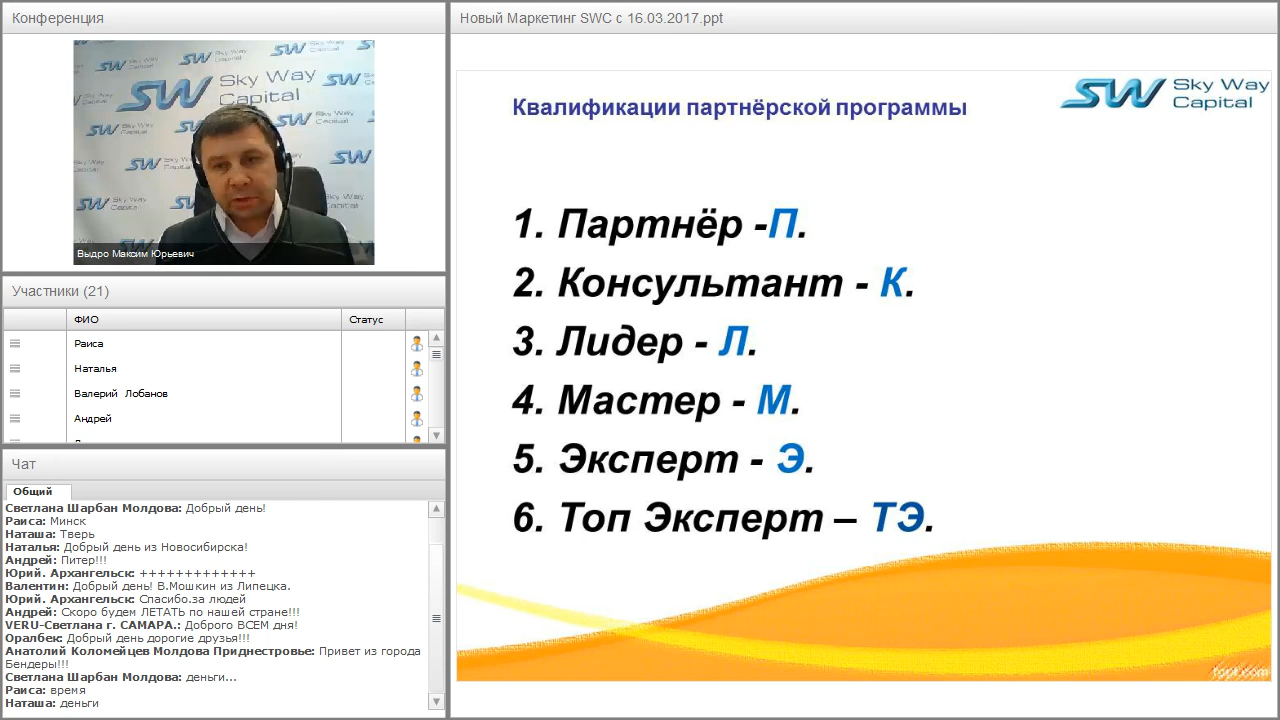 Конференция
Sky Way
Capital
Выдро Максим Юрьевич
Участники (21)
ФИО
Статус
Раиса
Наталья
Валерий Лобанов
Андрей
Чат
Общий
Светлана Шарбан Молдова: Добрый день!
Раиса: Минск
Наташа: Тверь
Наталья: Добрый день из Новосибирска!
Андрей: Питер!!!
Юрий. Архангельск: +++++++++++++
Валентин: Добрый день! В.Мошкин из Липецка.
Юрий. Архангельск: Спасибо.за людей
Андрей: Скоро будем ЛЕТАТЬ по нашей стране!!!
VERU-Светлана г. САМАРА.: Доброго ВСЕМ дня!
Оралбек: Добрый день дорогие друзья!!!
Анатолий Коломейцев Молдова Приднестровье: Привет из города
Бендеры!!!
Светлана Шарбан Молдова: деньги...
Раиса: время
Наташа: деньги
Новый Маркетинг SWC с 16.03.2017.ppt
Квалификации партнёрской программы
SW Sky Way
Capital
1. Партнёр -П.
2. Консультант - К.
3. Лидер - Л.
4. Мастер - М.
5. Эксперт - Э.
6. Топ Эксперт – ТЭ.
fppt.com